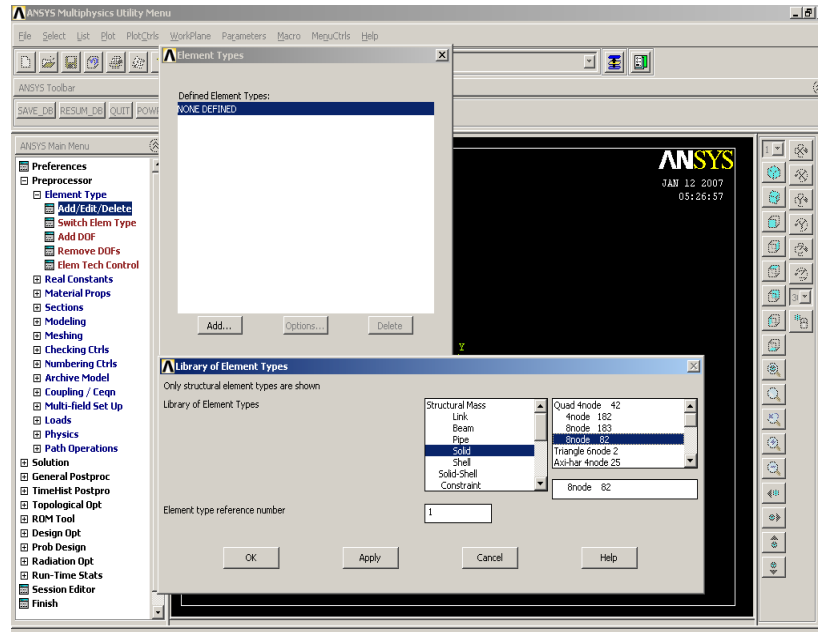 ANSYS Multiphysics Utility Menu
File Select List Plot PlotCtrls WorkPlane Parameters Macro MenuCtrls Help
Element Types
ANSYS Toolbar
SAVE_DB RESUM_DB QUIT POW
Defined Element Types:
NONE DEFINED
Add... Options... Delete
ANSYS Main Menu
Preferences
Preprocessor
Element Type
Add/Edit/Delete
Switch Elem Type
Add DOF
Remove DOFs
Elem Tech Control
Real Constants
Material Props
Sections
Modeling
Meshing
Checking Ctrls
Numbering Ctrls
Archive Model
Coupling / Ceqn
Multi-field Set Up
Loads
Physics
Path Operations
Solution
General Postproc
TimeHist Postpro
Topological Opt
ROM Tool
Design Opt
Prob Design
Radiation Opt
Run-Time Stats
Session Editor
Finish
ANSYS
JAN 12 2007
05:26:57
Y
1
Library of Element Types
Only structural element types are shown
Library of Element Types
Structural Mass
Link
Beam
Pipe
Solid
Shell
Solid-Shell
Constraint
Quad 4node 42
4node 182
8node 183
8node 82
Triangle 6node 2
Axi-har 4node 25
8node 82
Element type reference number
1
OK Apply Cancel Help